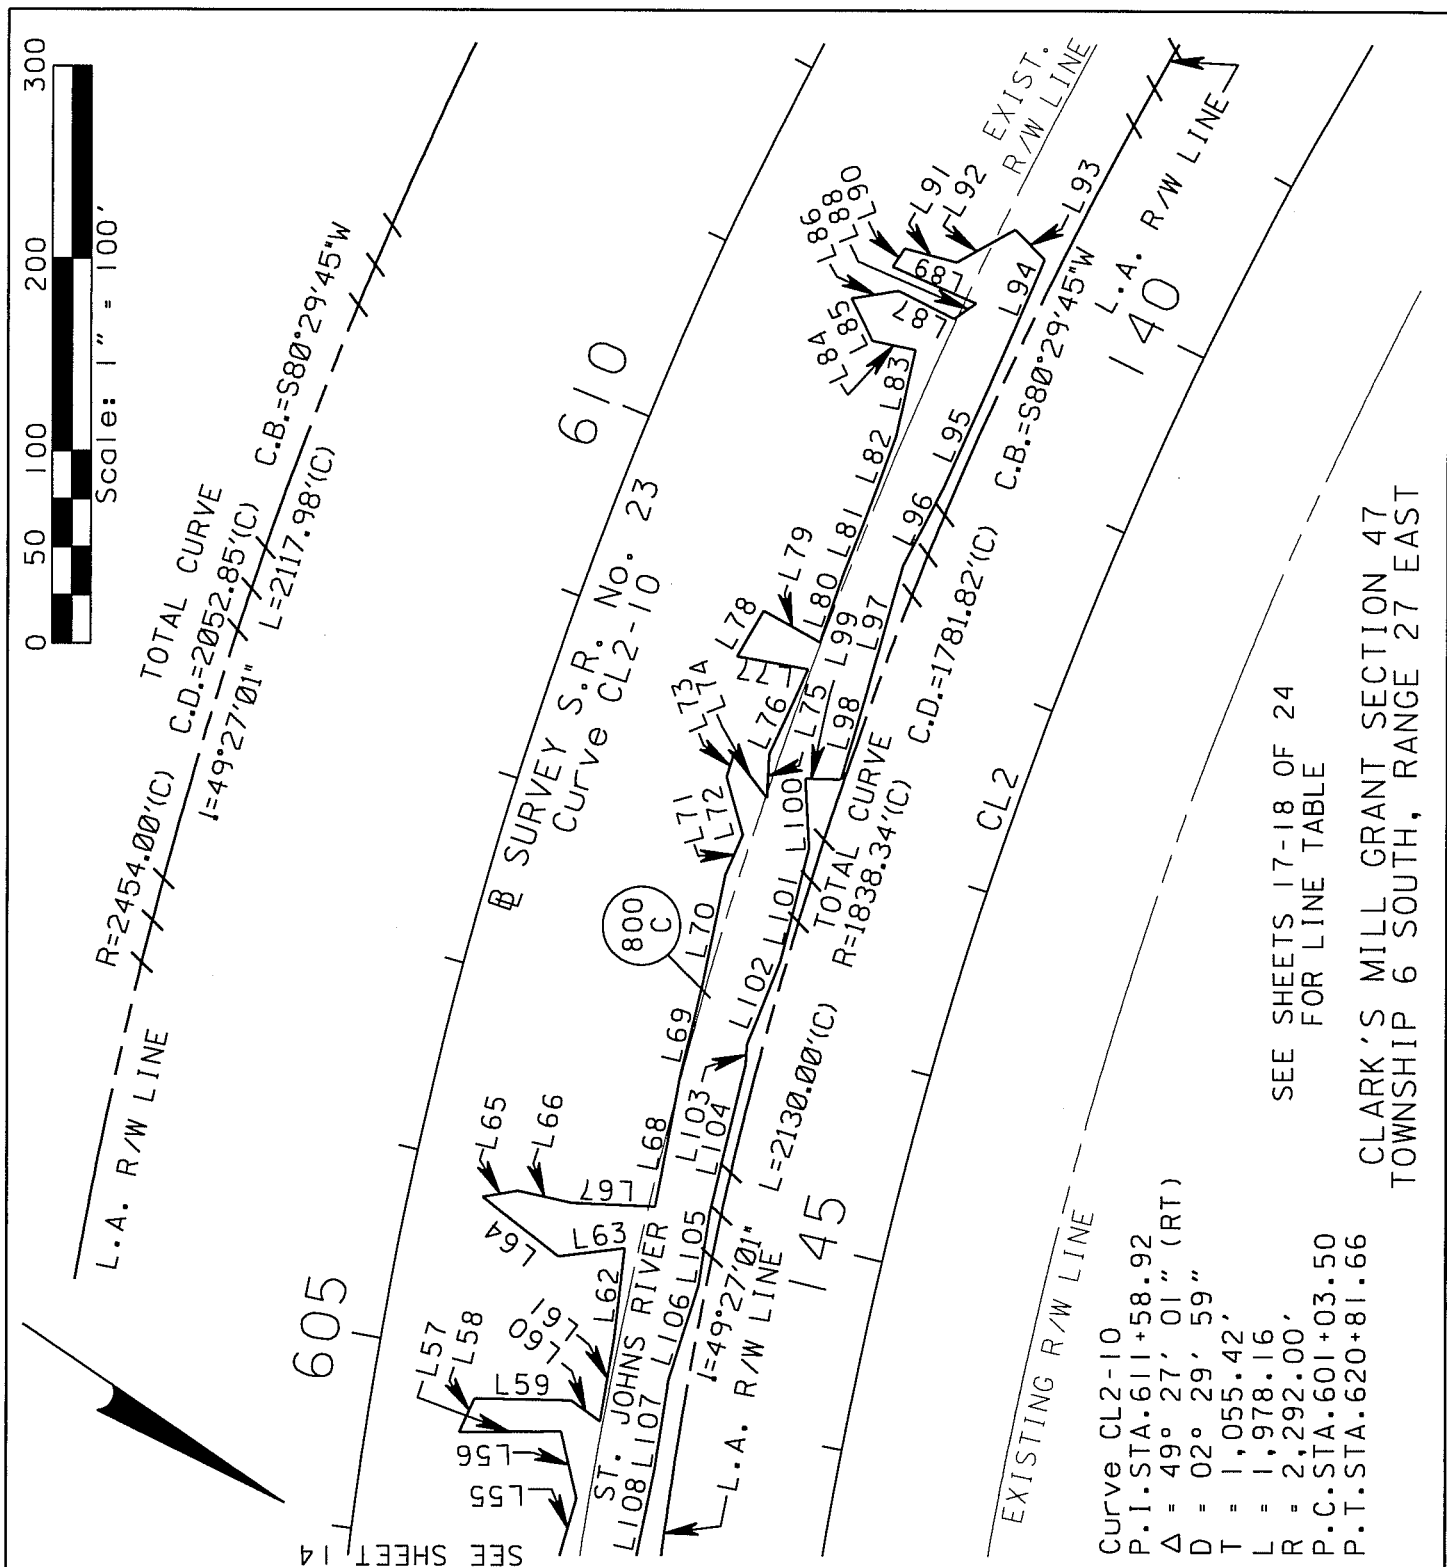 0 50 100 200 300
Scale: 1" = 100'
L.A. R/W LINE
R=2454.00'(C)
I=49°27'01"
TOTAL CURVE
C.D.=2052.85'(C)
L=2117.98'(C)
C.B.=S80°29'45"W
605
610
B SURVEY S.R. No. 23
Curve CL2-10
800
C
EXIST.
R/W LINE
SEE SHEET 14
L55
L56
L57
L58
L59
L60
L61
L62
L63
L64
L65
L66
L67
L68
L69
L70
L71
L72
L73
L74
L75
L76
L77
L78
L79
L80
L81
L82
L83
L84
L85
L86
L87
L88
L89
L90
L91
L92
L93
L94
L95
L96
L97
L98
L99
L100
L101
L102
L103
L104
L105
L106
L107
L108
ST. JOHNS RIVER
L.A. R/W LINE
I=49°27'01"
L=2130.00'(C)
TOTAL CURVE
R=1838.34'(C)
C.D.=1781.82'(C)
C.B.=S80°29'45"W
L.A. R/W LINE
145
140
CL2
EXISTING R/W LINE
Curve CL2-10
P.I.STA.611+58.92
Δ = 49° 27' 01" (RT)
D = 02° 29' 59"
T = 1,055.42'
L = 1,978.16
R = 2,292.00'
P.C.STA.601+03.50
P.T.STA.620+81.66
SEE SHEETS 17-18 OF 24
FOR LINE TABLE
CLARK'S MILL GRANT SECTION 47
TOWNSHIP 6 SOUTH, RANGE 27 EAST